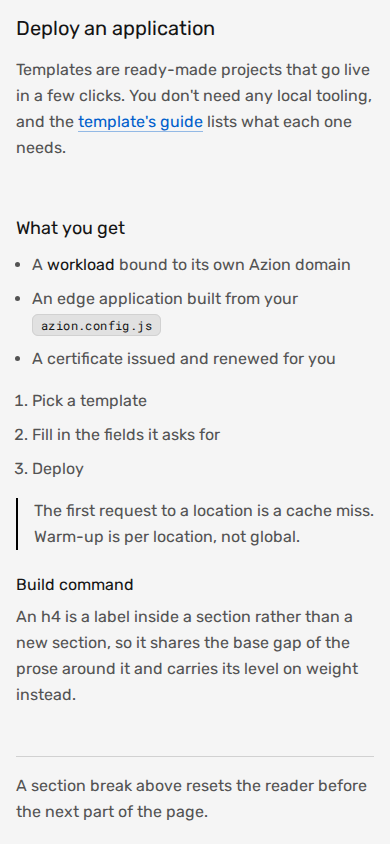 Deploy an application
Templates are ready-made projects that go live
in a few clicks. You don't need any local tooling,
and the template's guide lists what each one
needs.
What you get
• A workload bound to its own Azion domain
• An edge application built from your
azion.config.js
• A certificate issued and renewed for you
1. Pick a template
2. Fill in the fields it asks for
3. Deploy
The first request to a location is a cache miss.
Warm-up is per location, not global.
Build command
An h4 is a label inside a section rather than a
new section, so it shares the base gap of the
prose around it and carries its level on weight
instead.
A section break above resets the reader before
the next part of the page.